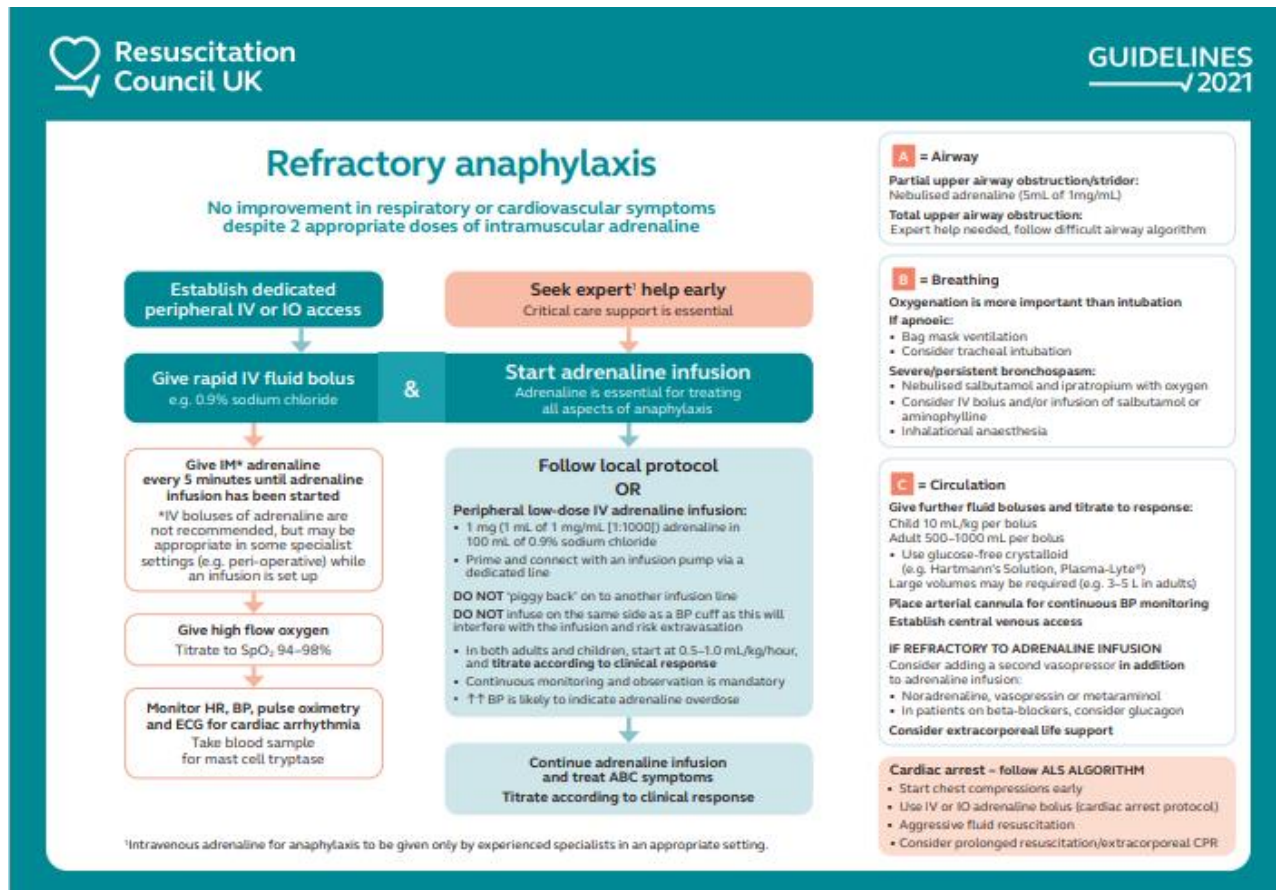 Resuscitation
Council UK
GUIDELINES
2021
Refractory anaphylaxis
No improvement in respiratory or cardiovascular symptoms
despite 2 appropriate doses of intramuscular adrenaline
Establish dedicated
peripheral IV or IO access
Seek expert¹ help early
Critical care support is essential
Give rapid IV fluid bolus
e.g. 0.9% sodium chloride
&
Start adrenaline infusion
Adrenaline is essential for treating
all aspects of anaphylaxis
Give IM* adrenaline
every 5 minutes until adrenaline
infusion has been started
*IV boluses of adrenaline are
not recommended, but may be
appropriate in some specialist
settings (e.g. peri-operative) while
an infusion is set up
Give high flow oxygen
Titrate to SpO₂ 94–98%
Monitor HR, BP, pulse oximetry
and ECG for cardiac arrhythmia
Take blood sample
for mast cell tryptase
Follow local protocol
OR
Peripheral low-dose IV adrenaline infusion:
• 1 mg (1 mL of 1 mg/mL [1:1000]) adrenaline in
100 mL of 0.9% sodium chloride
• Prime and connect with an infusion pump via a
dedicated line
DO NOT 'piggy back' on to another infusion line
DO NOT infuse on the same side as a BP cuff as this will
interfere with the infusion and risk extravasation
• In both adults and children, start at 0.5–1.0 mL/kg/hour,
and titrate according to clinical response
• Continuous monitoring and observation is mandatory
• ↑↑ BP is likely to indicate adrenaline overdose
Continue adrenaline infusion
and treat ABC symptoms
Titrate according to clinical response
¹Intravenous adrenaline for anaphylaxis to be given only by experienced specialists in an appropriate setting.
A = Airway
Partial upper airway obstruction/stridor:
Nebulised adrenaline (5mL of 1mg/mL)
Total upper airway obstruction:
Expert help needed, follow difficult airway algorithm
B = Breathing
Oxygenation is more important than intubation
If apnoeic:
• Bag mask ventilation
• Consider tracheal intubation
Severe/persistent bronchospasm:
• Nebulised salbutamol and ipratropium with oxygen
• Consider IV bolus and/or infusion of salbutamol or
aminophylline
• Inhalational anaesthesia
C = Circulation
Give further fluid boluses and titrate to response:
Child 10 mL/kg per bolus
Adult 500–1000 mL per bolus
• Use glucose-free crystalloid
(e.g. Hartmann's Solution, Plasma-Lyte®)
Large volumes may be required (e.g. 3–5 L in adults)
Place arterial cannula for continuous BP monitoring
Establish central venous access
IF REFRACTORY TO ADRENALINE INFUSION
Consider adding a second vasopressor in addition
to adrenaline infusion:
• Noradrenaline, vasopressin or metaraminol
• In patients on beta-blockers, consider glucagon
Consider extracorporeal life support
Cardiac arrest – follow ALS ALGORITHM
• Start chest compressions early
• Use IV or IO adrenaline bolus (cardiac arrest protocol)
• Aggressive fluid resuscitation
• Consider prolonged resuscitation/extracorporeal CPR